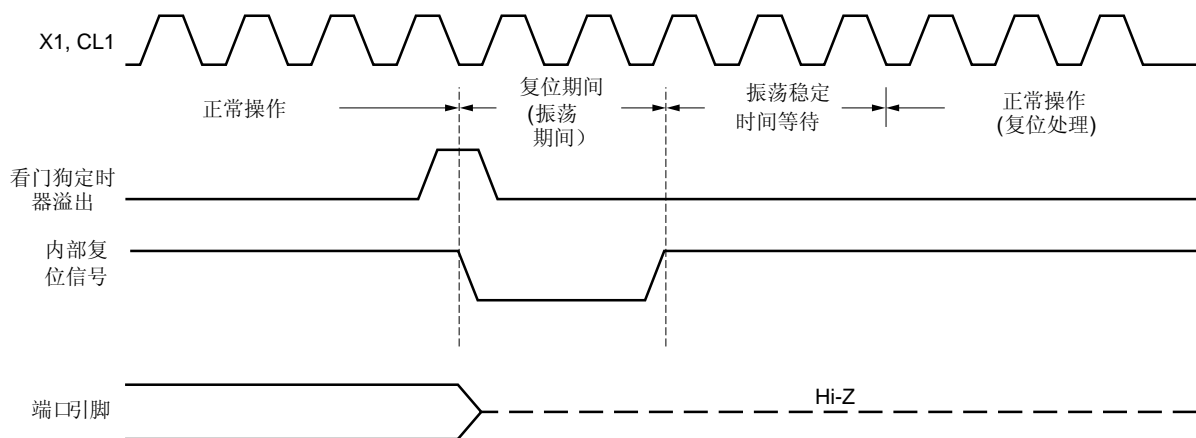 X1, CL1
正常操作
复位期间
(振荡
期间）
振荡稳定
时间等待
正常操作
(复位处理)
看门狗定时
器溢出
内部复
位信号
端口引脚
Hi-Z